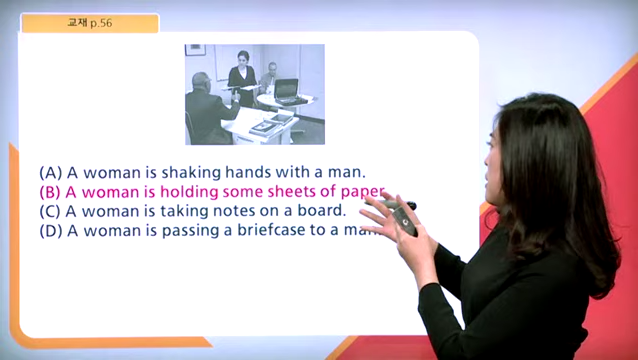 교재 p.56
(A) A woman is shaking hands with a man.
(B) A woman is holding some sheets of paper
(C) A woman is taking notes on a board.
(D) A woman is passing a briefcase to a man.